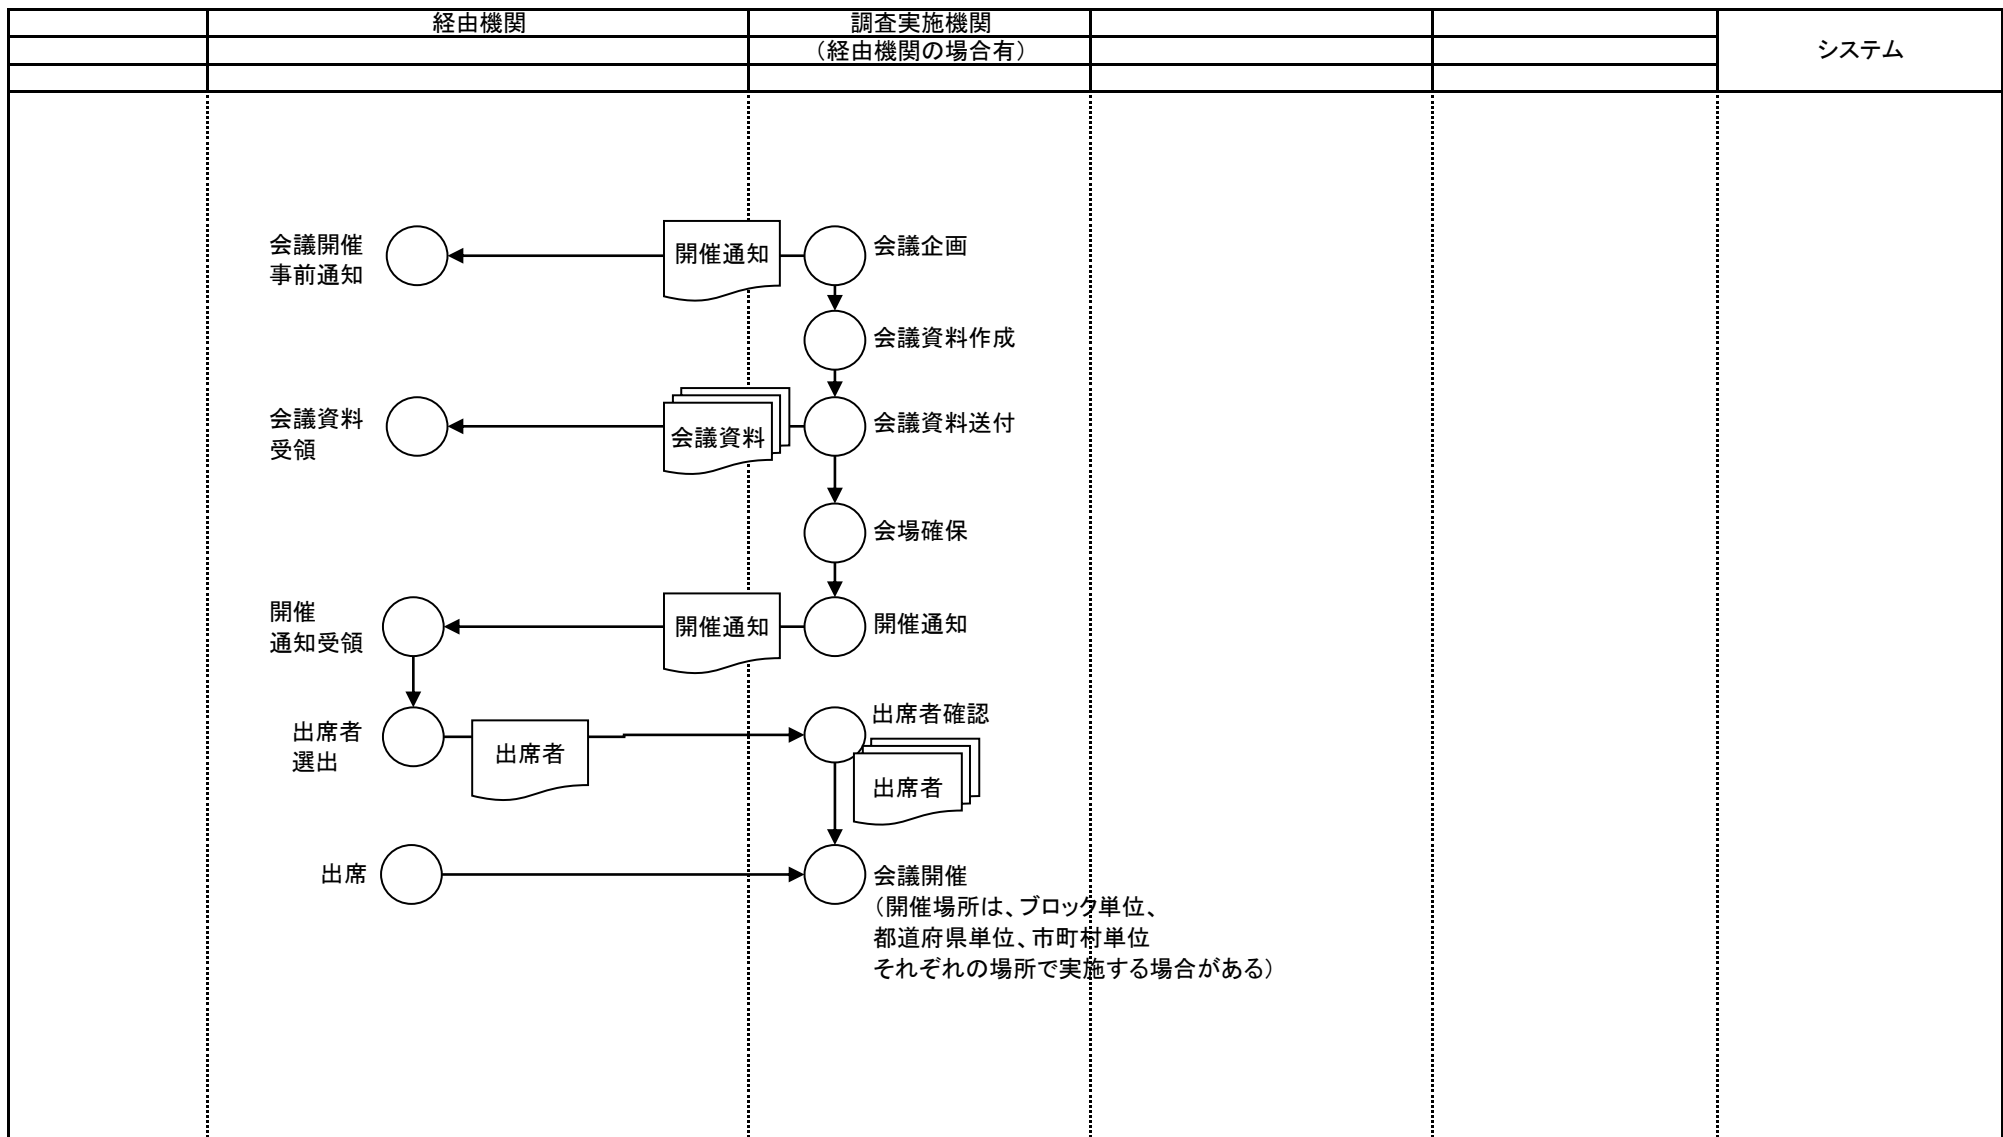 経由機関
調査実施機関
（経由機関の場合有）
システム
会議開催
事前通知
開催通知
会議企画
会議資料作成
会議資料
受領
会議資料
会議資料送付
会場確保
開催
通知受領
開催通知
開催通知
出席者
選出
出席者
出席者確認
出席者
出席
会議開催
（開催場所は、ブロック単位、
都道府県単位、市町村単位
それぞれの場所で実施する場合がある）